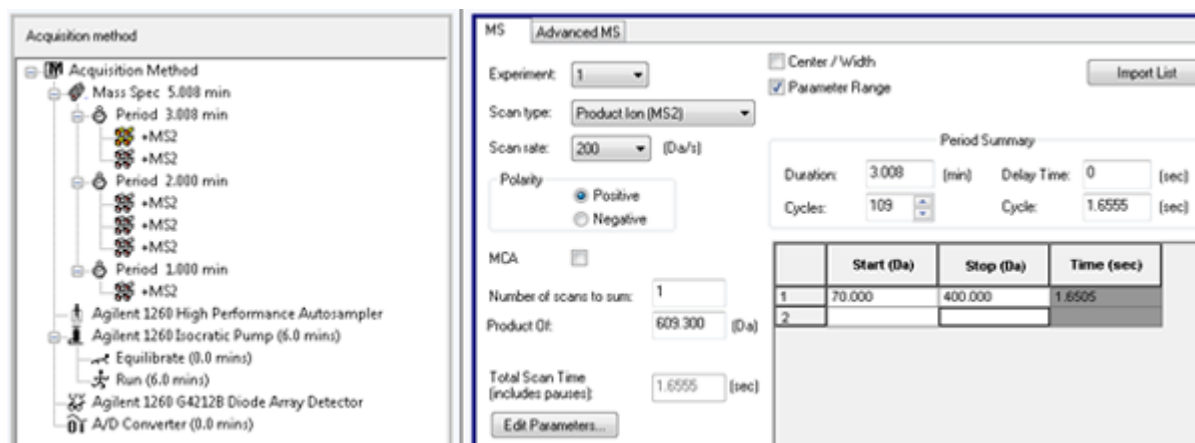 Acquisition method
Acquisition Method
Mass Spec 5.008 min
Period 3.008 min
+MS2
+MS2
Period 2.000 min
+MS2
+MS2
+MS2
Period 1.000 min
+MS2
Agilent 1260 High Performance Autosampler
Agilent 1260 Isocratic Pump (6.0 mins)
Equilibrate (0.0 mins)
Run (6.0 mins)
Agilent 1260 G4212B Diode Array Detector
A/D Converter (0.0 mins)
MS Advanced MS
Experiment: 1
Scan type: Product Ion (MS2)
Scan rate: 200 (Da/s)
Polarity
Positive
Negative
MCA
Number of scans to sum: 1
Product Of: 609.300 (Da)
Total Scan Time
(includes pauses): 1.6555 (sec)
Edit Parameters...
Center / Width
Parameter Range
Import List
Period Summary
Duration: 3.008 (min) Delay Time: 0 (sec)
Cycles: 109 Cycle: 1.6555 (sec)
Start (Da) Stop (Da) Time (sec)
1 70.000 400.000 1.6505
2